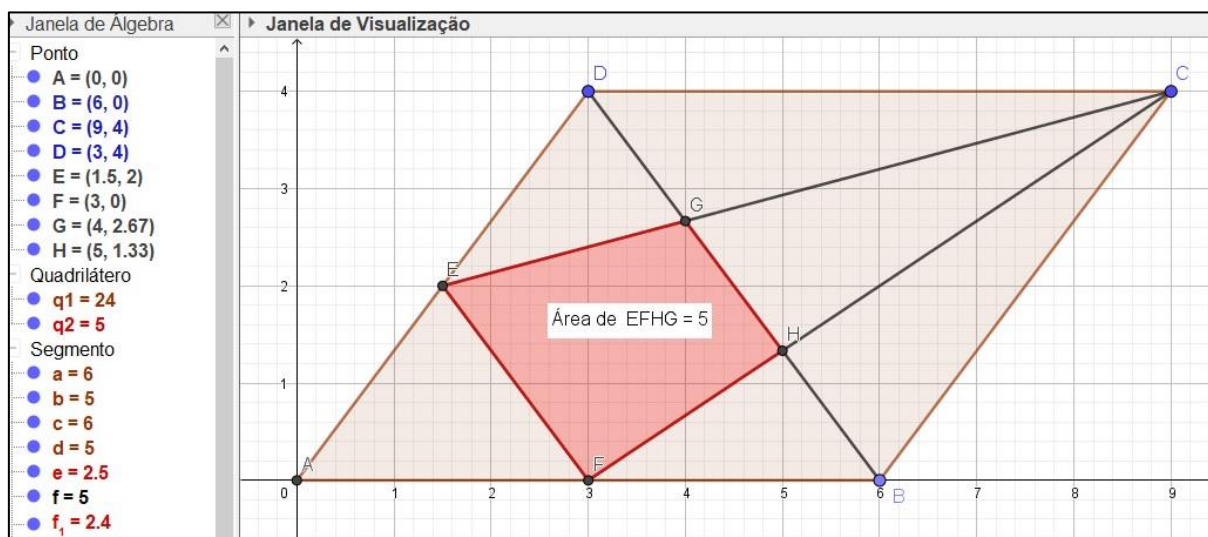 Janela de Álgebra
Ponto
A = (0, 0)
B = (6, 0)
C = (9, 4)
D = (3, 4)
E = (1.5, 2)
F = (3, 0)
G = (4, 2.67)
H = (5, 1.33)
Quadrilátero
q1 = 24
q2 = 5
Segmento
a = 6
b = 5
c = 6
d = 5
e = 2.5
f = 5
f₁ = 2.4
Janela de Visualização
D
C
4
3
G
E
2
Área de EFHG = 5
H
1
A
F
B
0 1 2 3 4 5 6 7 8 9